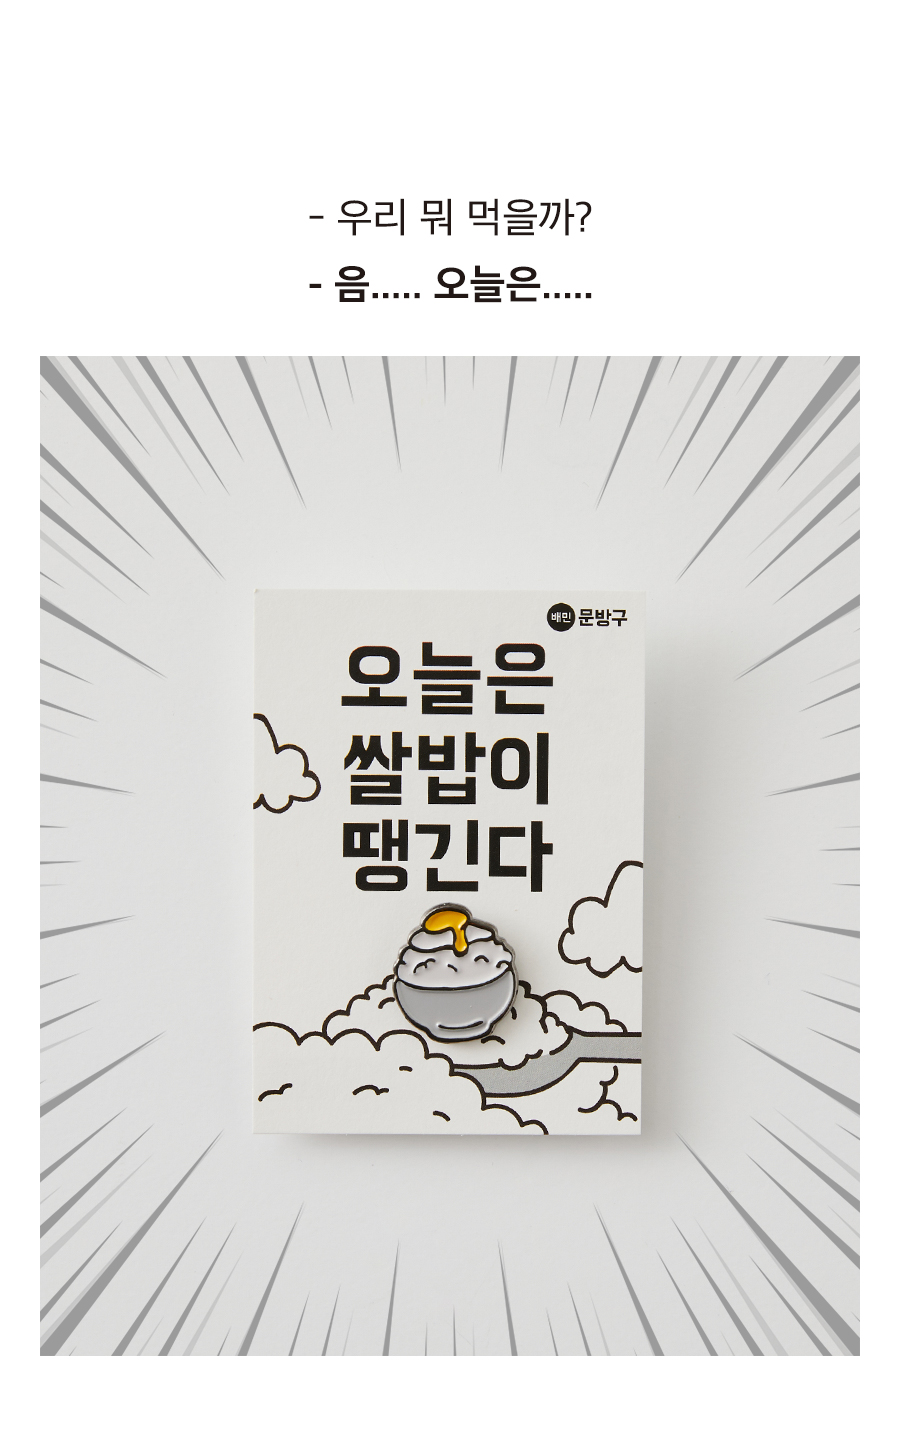 - 우리 뭐 먹을까?
- 음..... 오늘은.....
배민 문방구
오늘은
쌀밥이
땡긴다